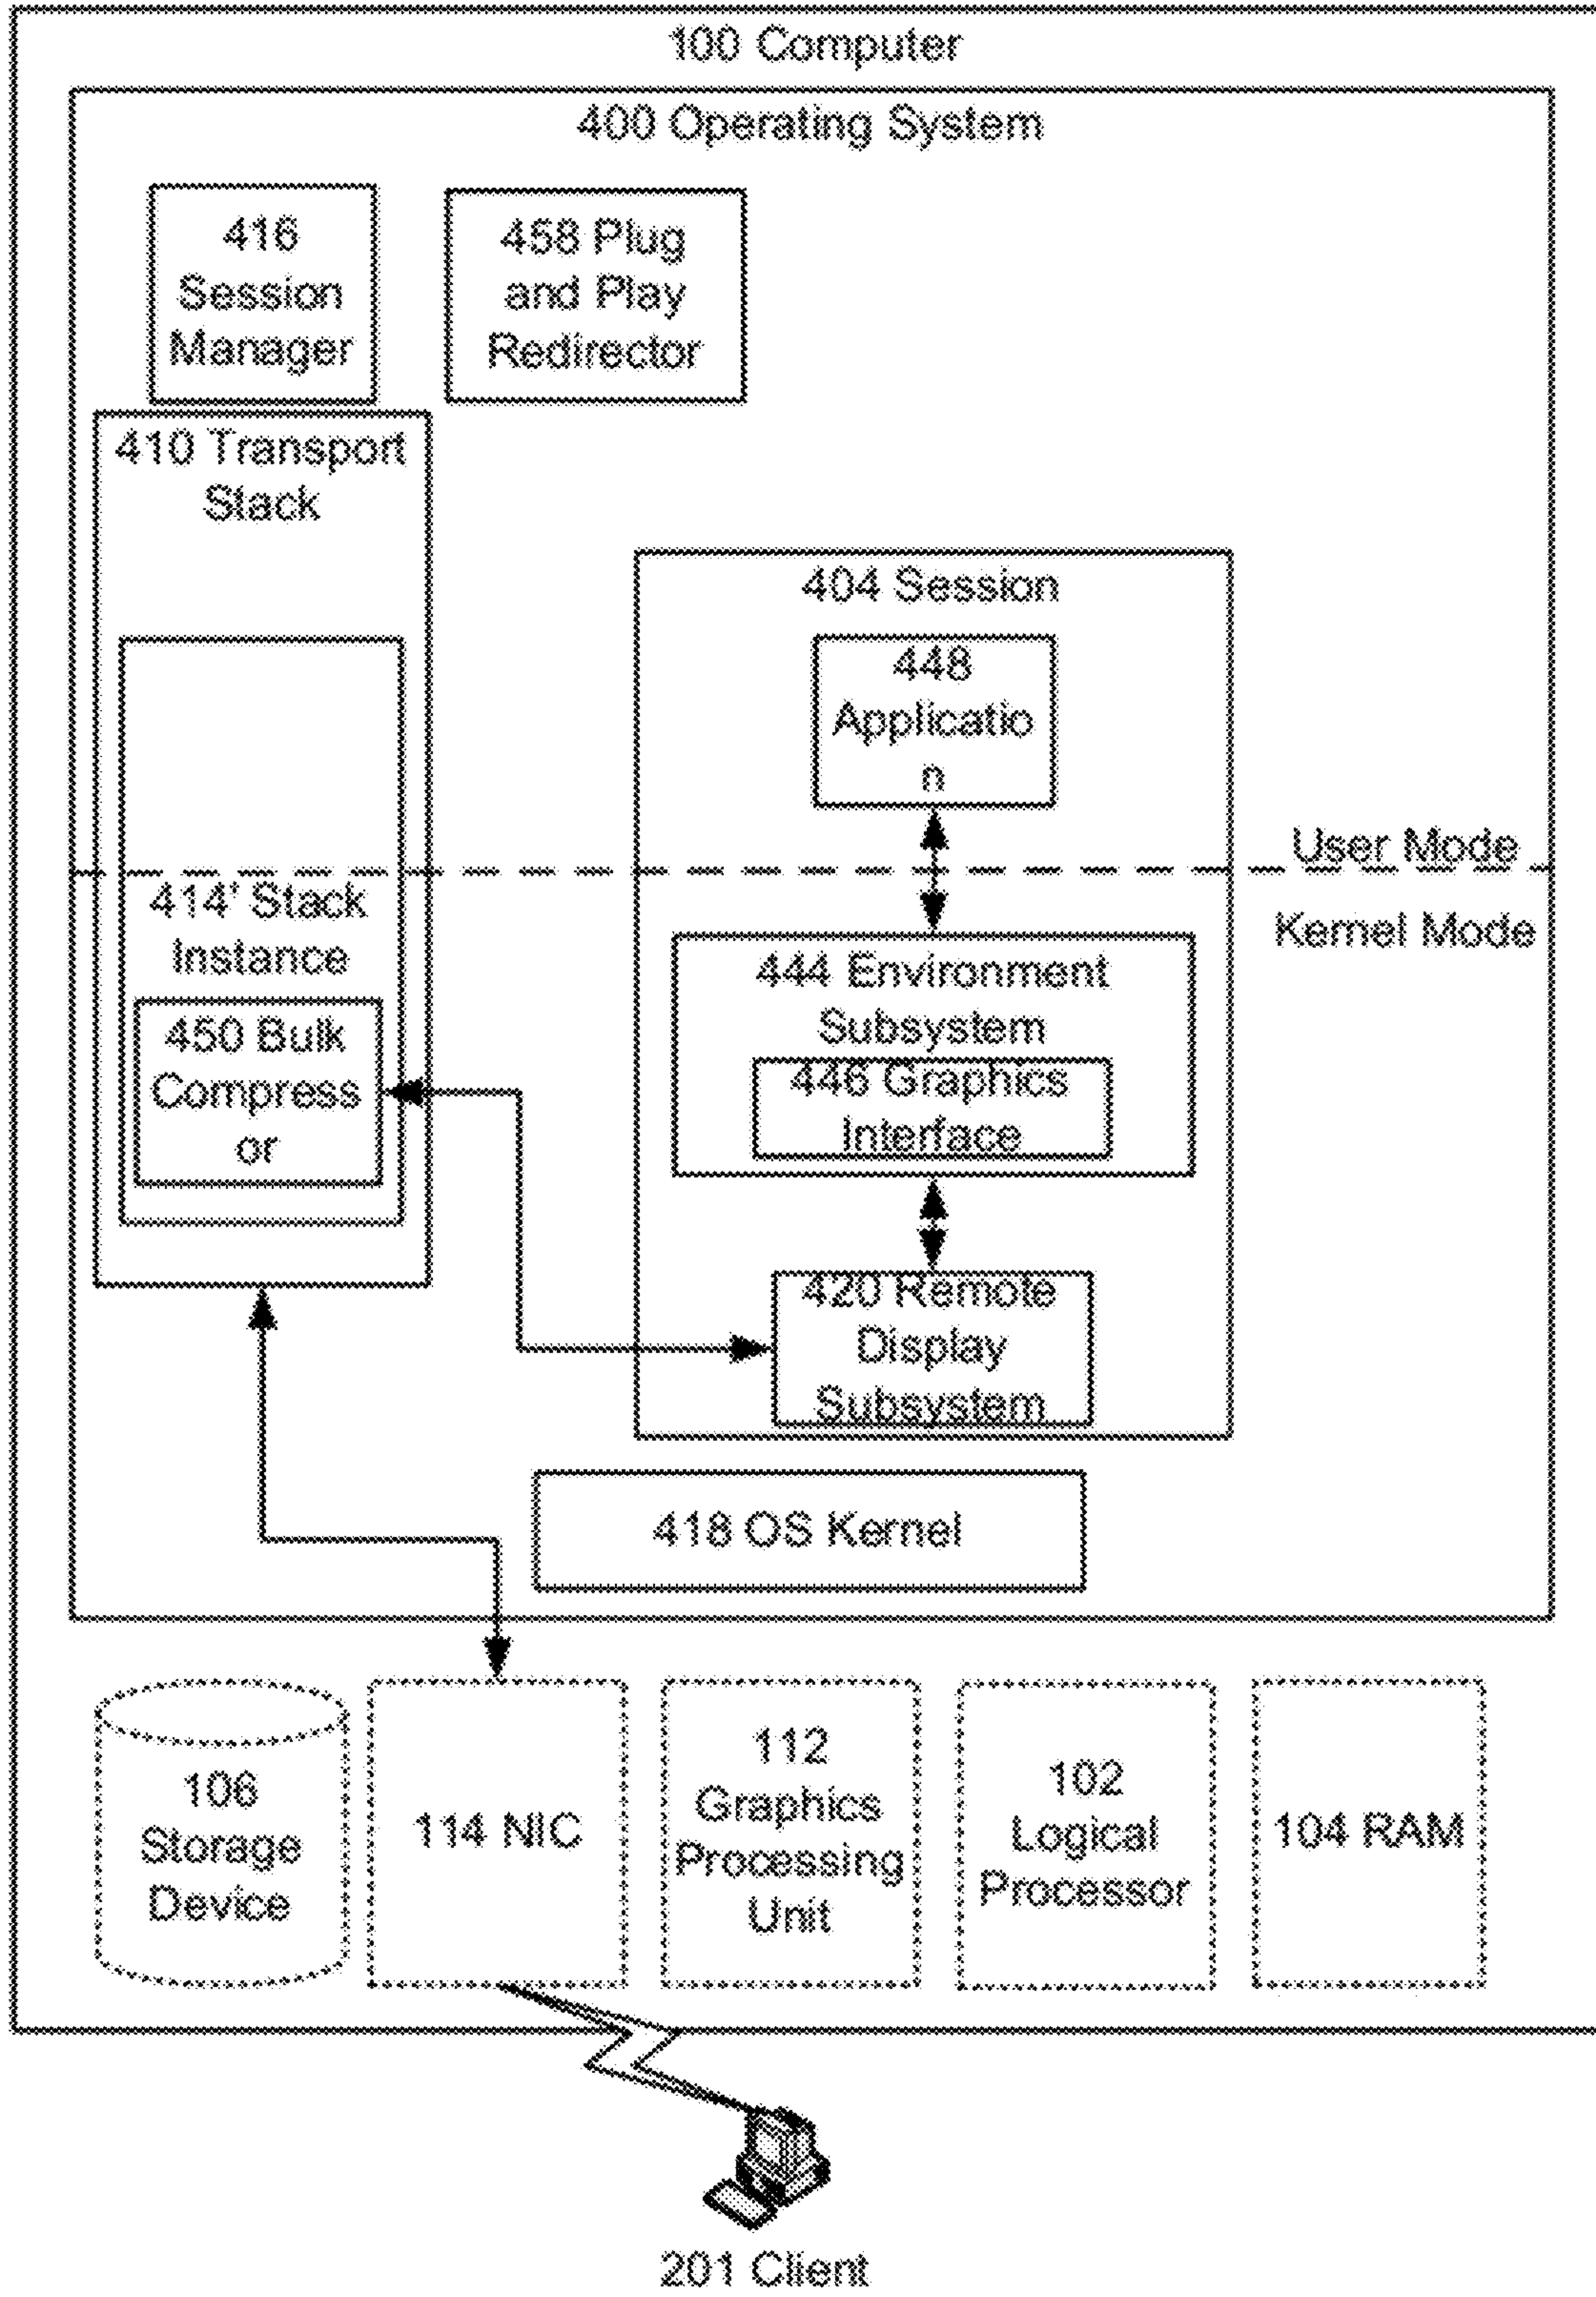 100 Computer
400 Operating System
416
Session
Manager
458 Plug
and Play
Redirector
410 Transport
Stack
404 Session
448
Applicatio
n
User Mode
Kernel Mode
414' Stack
Instance
450 Bulk
Compress
or
444 Environment
Subsystem
446 Graphics
Interface
420 Remote
Display
Subsystem
418 OS Kernel
106
Storage
Device
114 NIC
112
Graphics
Processing
Unit
102
Logical
Processor
104 RAM
201 Client